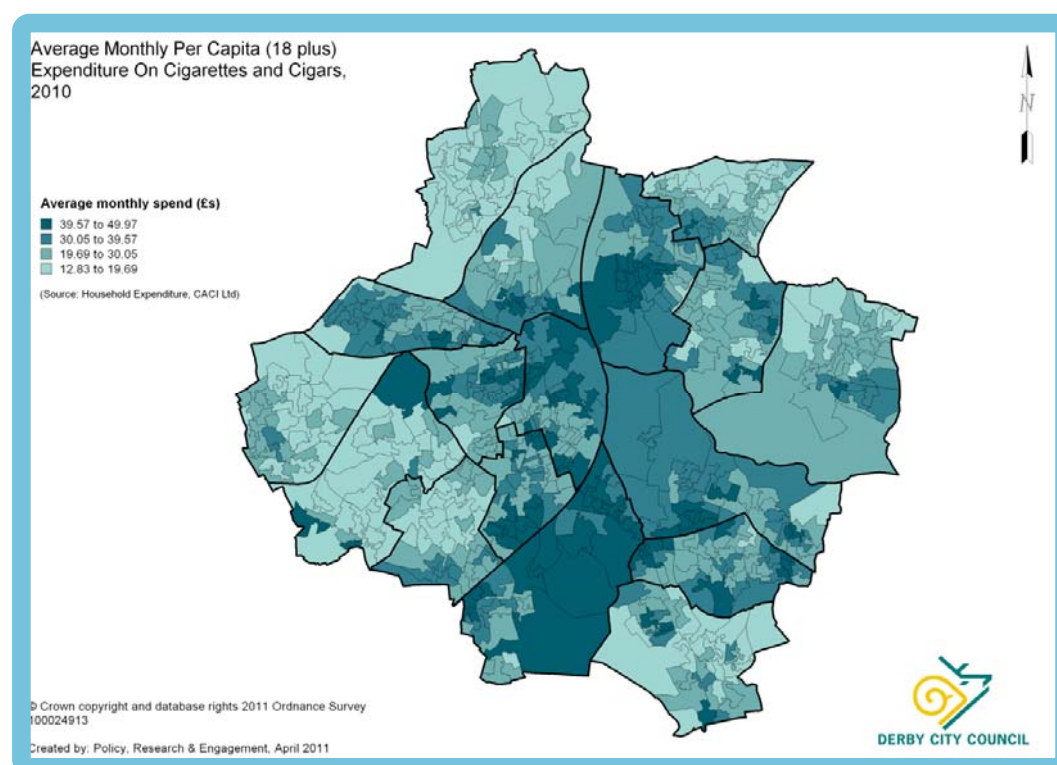 Average Monthly Per Capita (18 plus)
Expenditure On Cigarettes and Cigars,
2010
N
Average monthly spend (£s)
39.57 to 49.97
30.05 to 39.57
19.69 to 30.05
12.83 to 19.69
(Source: Household Expenditure, CACI Ltd)
© Crown copyright and database rights 2011 Ordnance Survey
100024913
Created by: Policy, Research & Engagement, April 2011
DERBY CITY COUNCIL